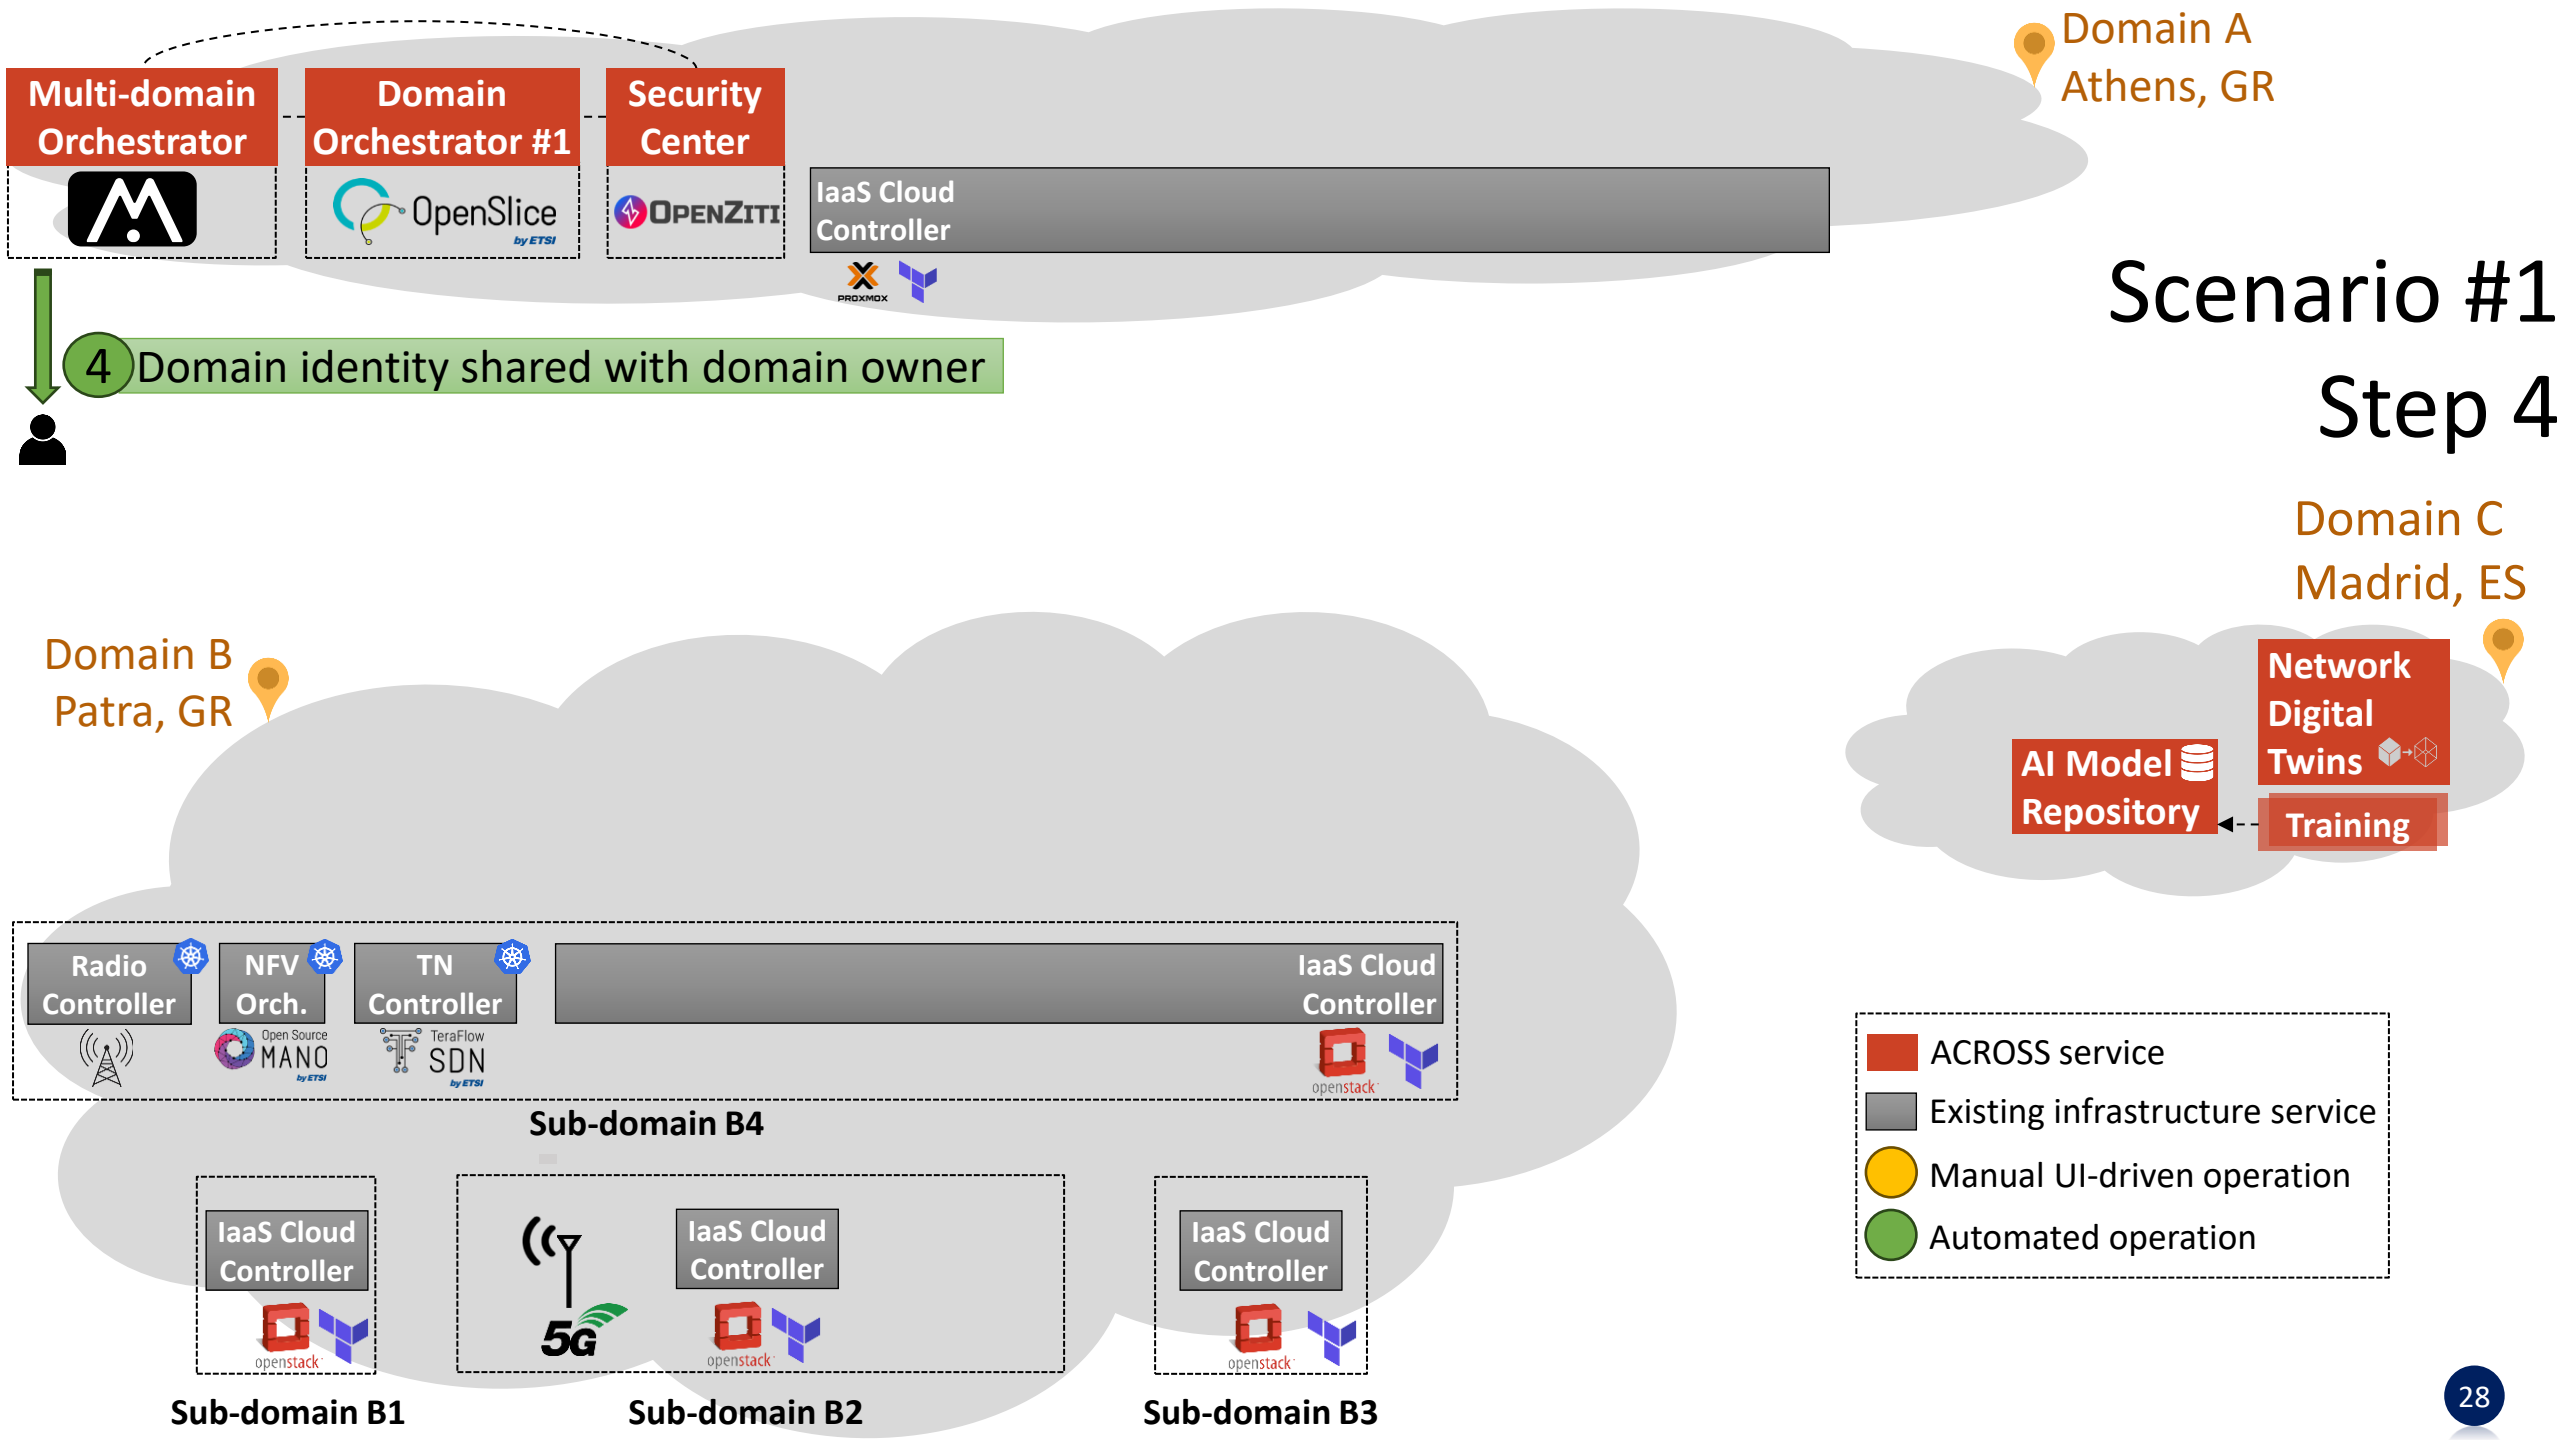 Domain A
Athens, GR
Multi-domain
Orchestrator
Domain
Orchestrator #1
Security
Center
OpenSlice
by ETSI
OPENZITI
IaaS Cloud
Controller
PROXMOX
Scenario #1
Step 4
4 Domain identity shared with domain owner
Domain C
Madrid, ES
Domain B
Patra, GR
Network
Digital
Twins
AI Model
Repository
Training
Radio
Controller
NFV
Orch.
Open Source
MANO
by ETSI
TN
Controller
TeraFlow
SDN
by ETSI
IaaS Cloud
Controller
openstack
Sub-domain B4
IaaS Cloud
Controller
openstack
Sub-domain B1
5G
IaaS Cloud
Controller
openstack
Sub-domain B2
IaaS Cloud
Controller
openstack
Sub-domain B3
ACROSS service
Existing infrastructure service
Manual UI-driven operation
Automated operation
28